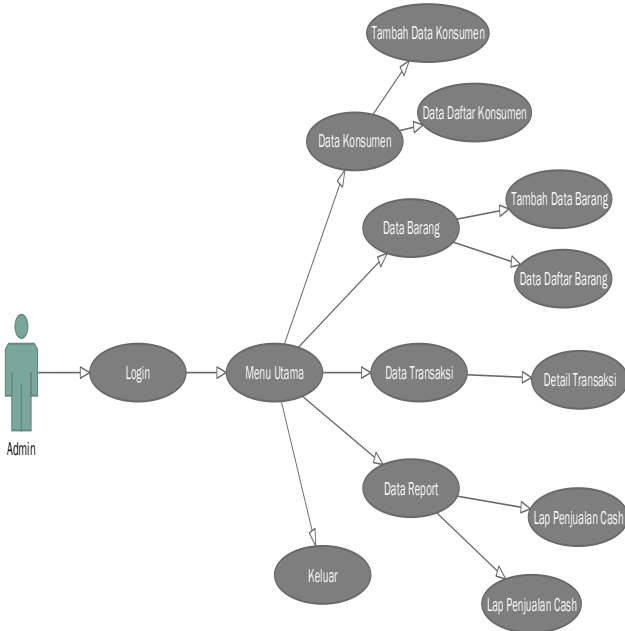 Tambah Data Konsumen
Data Daftar Konsumen
Data Konsumen
Tambah Data Barang
Data Barang
Data Daftar Barang
Login
Menu Utama
Data Transaksi
Detail Transaksi
Admin
Data Report
Lap Penjualan Cash
Keluar
Lap Penjualan Cash